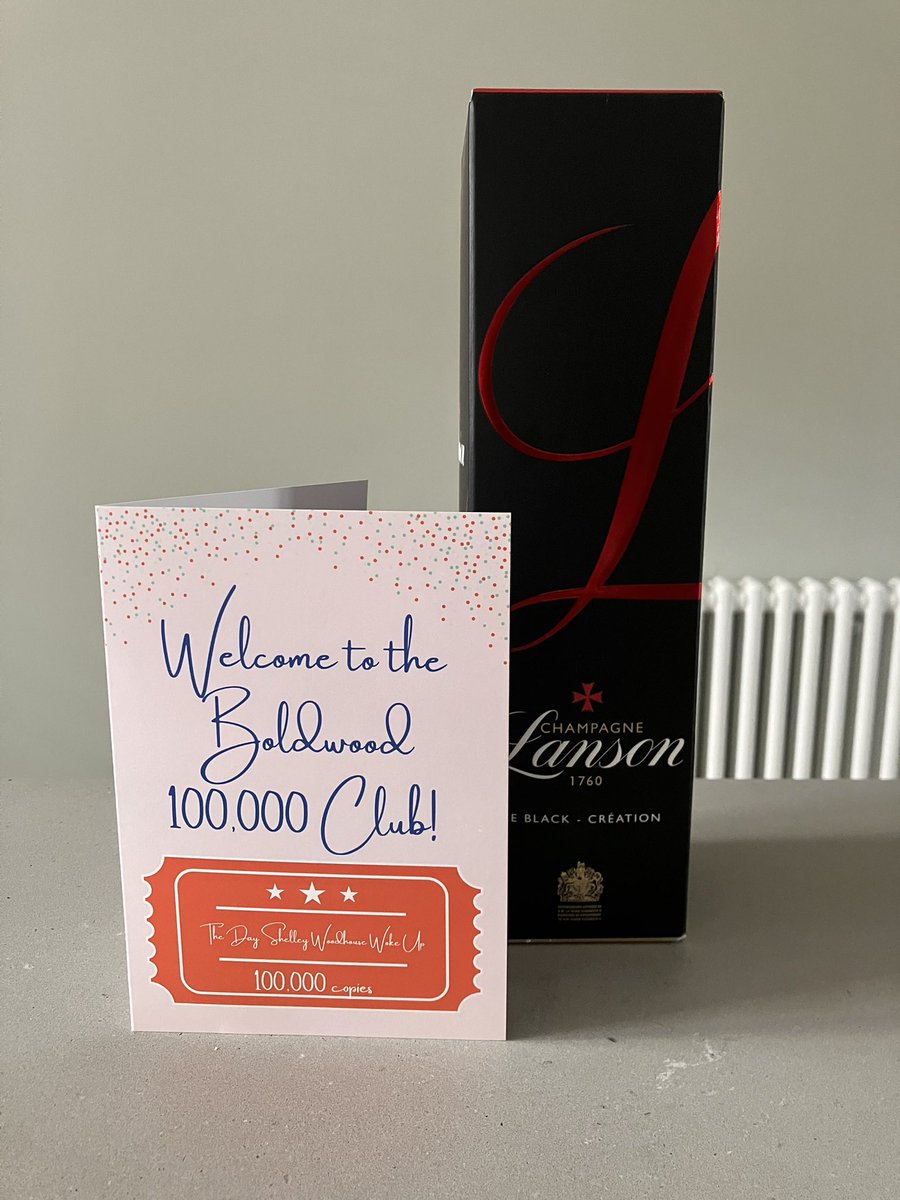 Welcome to the
Boldwood
100,000 Club!
The Day Shelley Woodhouse Woke Up
100,000 copies
CHAMPAGNE
Lanson
1760
E BLACK - CRÉATION